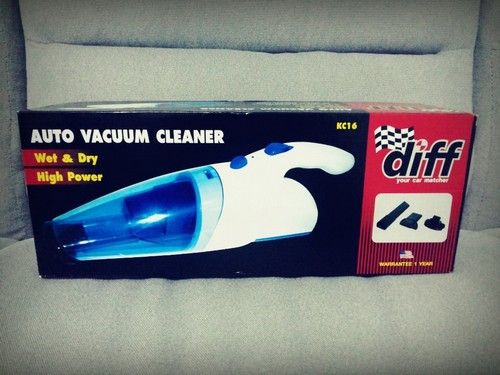 AUTO VACUUM CLEANER
Wet & Dry
High Power
KC16
diff
your car matcher
WARRANTEE 1 YEAR